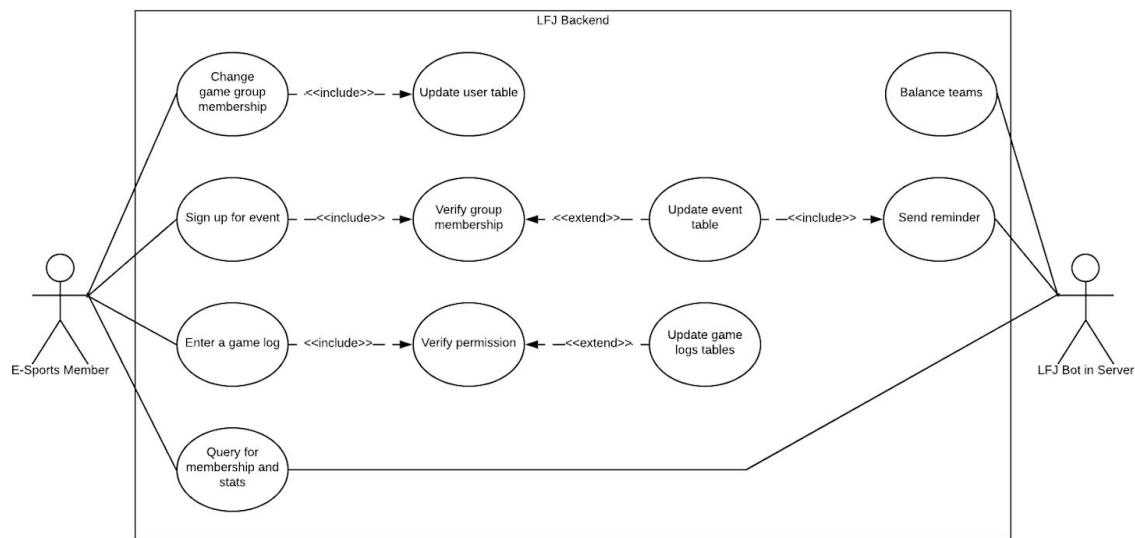 LFJ Backend
Change
game group
membership
<<include>>
Update user table
Balance teams
Sign up for event
<<include>>
Verify group
membership
<<extend>>
Update event
table
<<include>>
Send reminder
Enter a game log
<<include>>
Verify permission
<<extend>>
Update game
logs tables
E-Sports Member
LFJ Bot in Server
Query for
membership and
stats